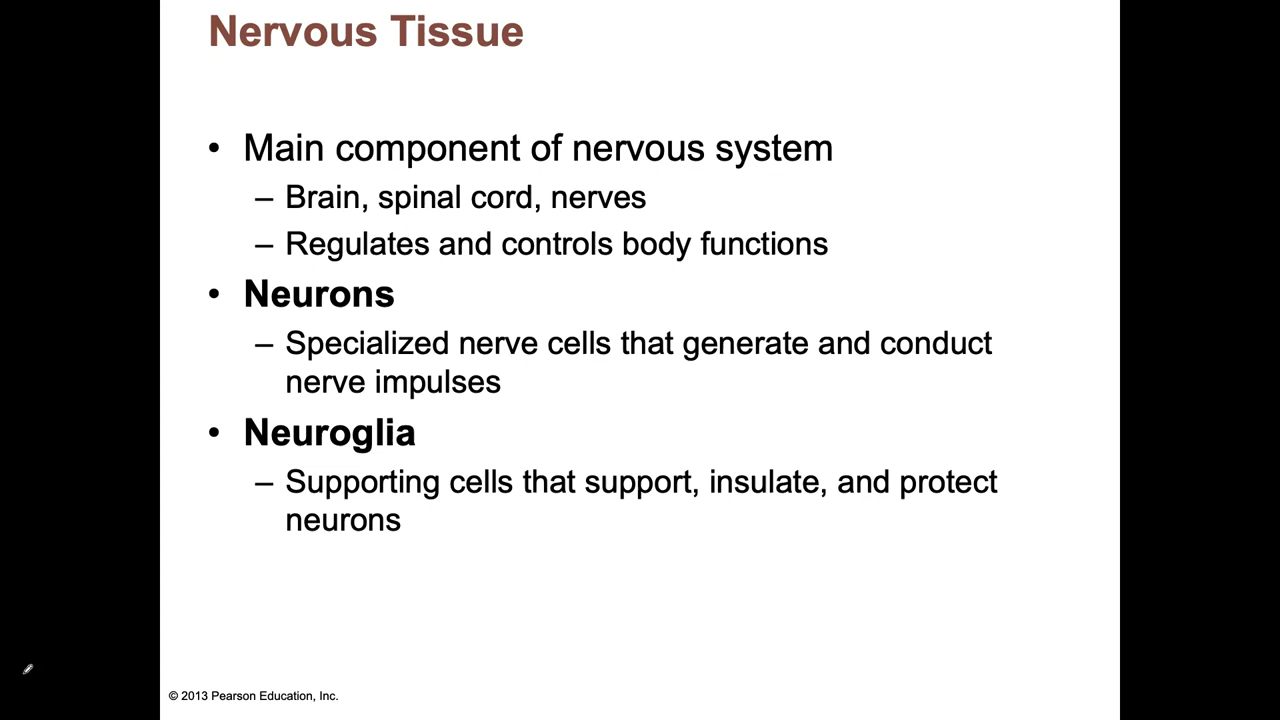 Nervous Tissue
• Main component of nervous system
– Brain, spinal cord, nerves
– Regulates and controls body functions
• Neurons
– Specialized nerve cells that generate and conduct
nerve impulses
• Neuroglia
– Supporting cells that support, insulate, and protect
neurons
© 2013 Pearson Education, Inc.